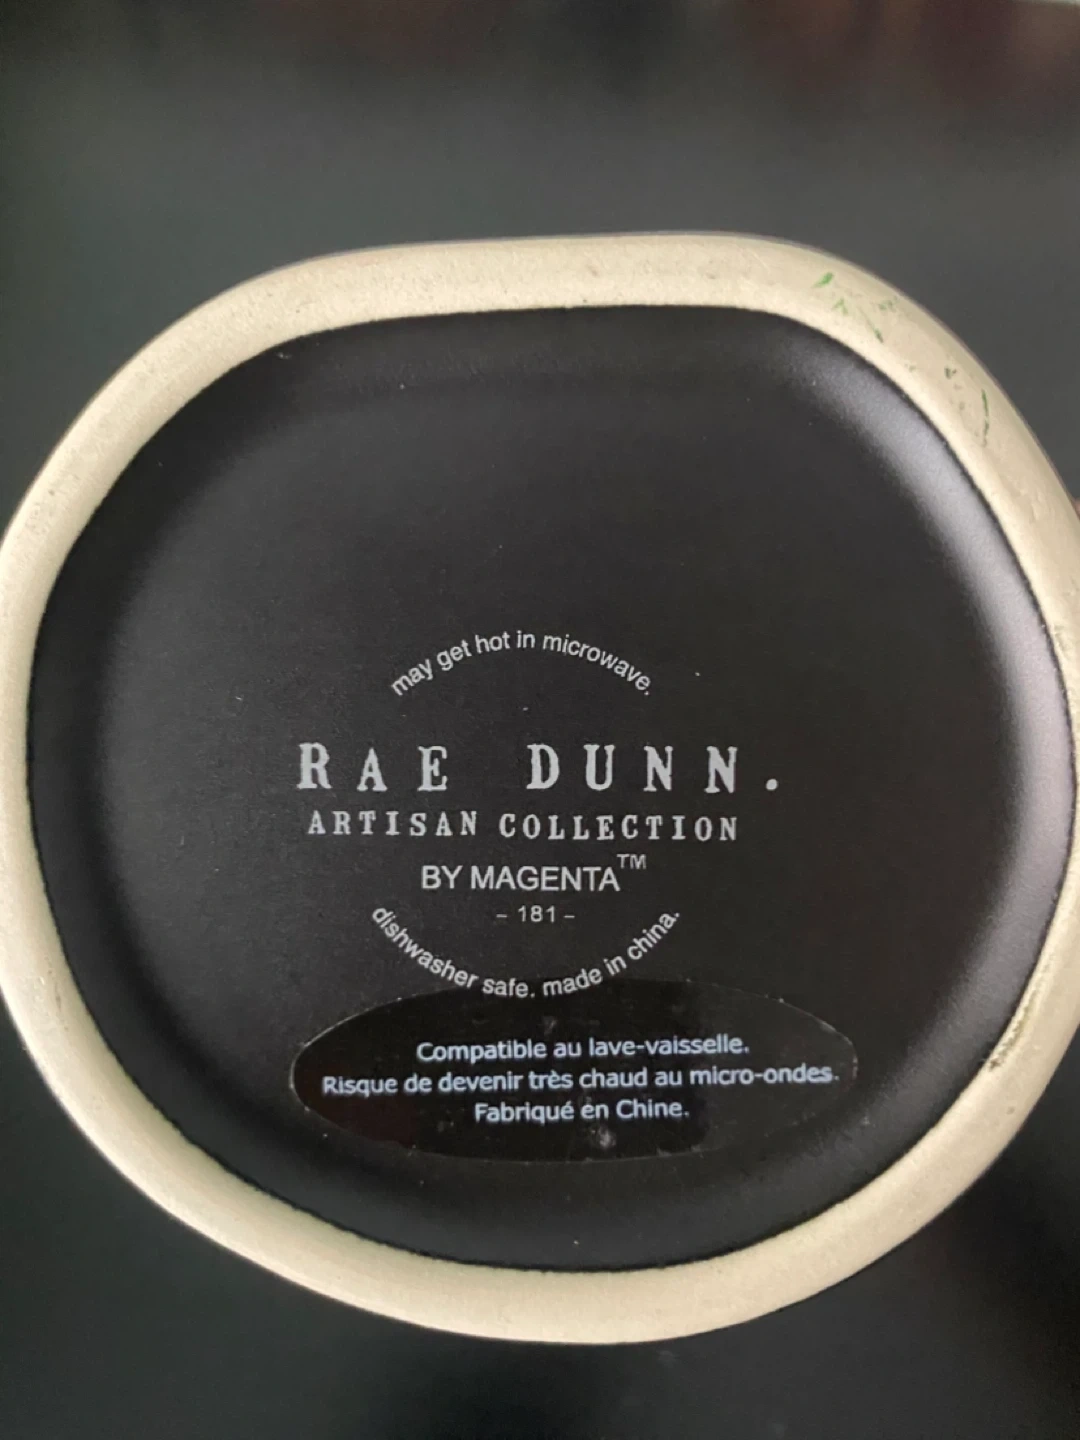 may get hot in microwave.
RAE DUNN.
ARTISAN COLLECTION
BY MAGENTA™
– 181 –
dishwasher safe. made in china.
Compatible au lave-vaisselle.
Risque de devenir très chaud au micro-ondes.
Fabriqué en Chine.